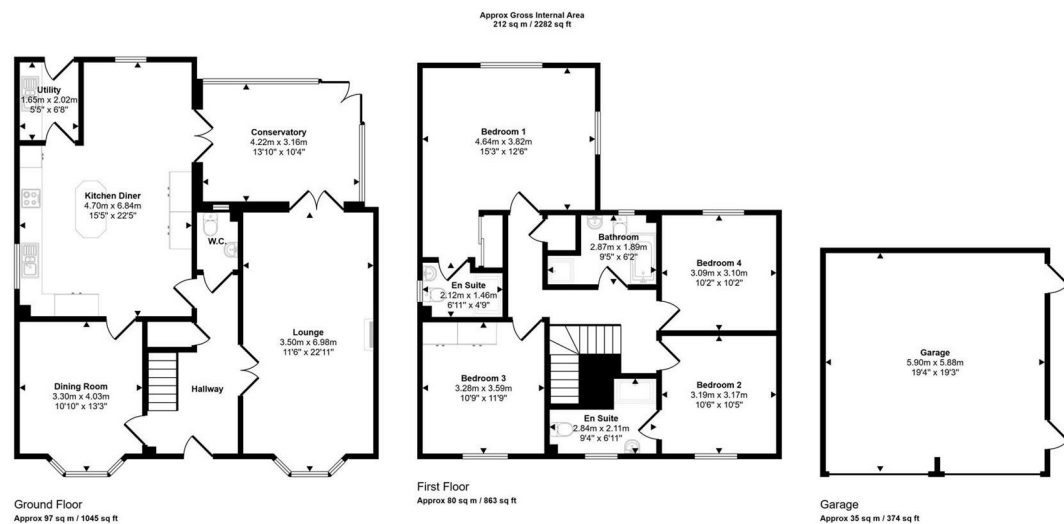 Approx Gross Internal Area
212 sq m / 2282 sq ft
Utility
1.65m x 2.02m
5'5" x 6'8"
Conservatory
4.22m x 3.16m
13'10" x 10'4"
Kitchen Diner
4.70m x 6.84m
15'5" x 22'5"
W.C.
Lounge
3.50m x 6.98m
11'6" x 22'11"
Dining Room
3.30m x 4.03m
10'10" x 13'3"
Hallway
Ground Floor
Approx 97 sq m / 1045 sq ft
Bedroom 1
4.64m x 3.82m
15'3" x 12'6"
Bathroom
2.87m x 1.89m
9'5" x 6'2"
Bedroom 4
3.09m x 3.10m
10'2" x 10'2"
En Suite
2.12m x 1.46m
6'11" x 4'9"
Bedroom 3
3.28m x 3.59m
10'9" x 11'9"
Bedroom 2
3.19m x 3.17m
10'6" x 10'5"
En Suite
2.84m x 2.11m
9'4" x 6'11"
First Floor
Approx 80 sq m / 863 sq ft
Garage
5.90m x 5.88m
19'4" x 19'3"
Garage
Approx 35 sq m / 374 sq ft